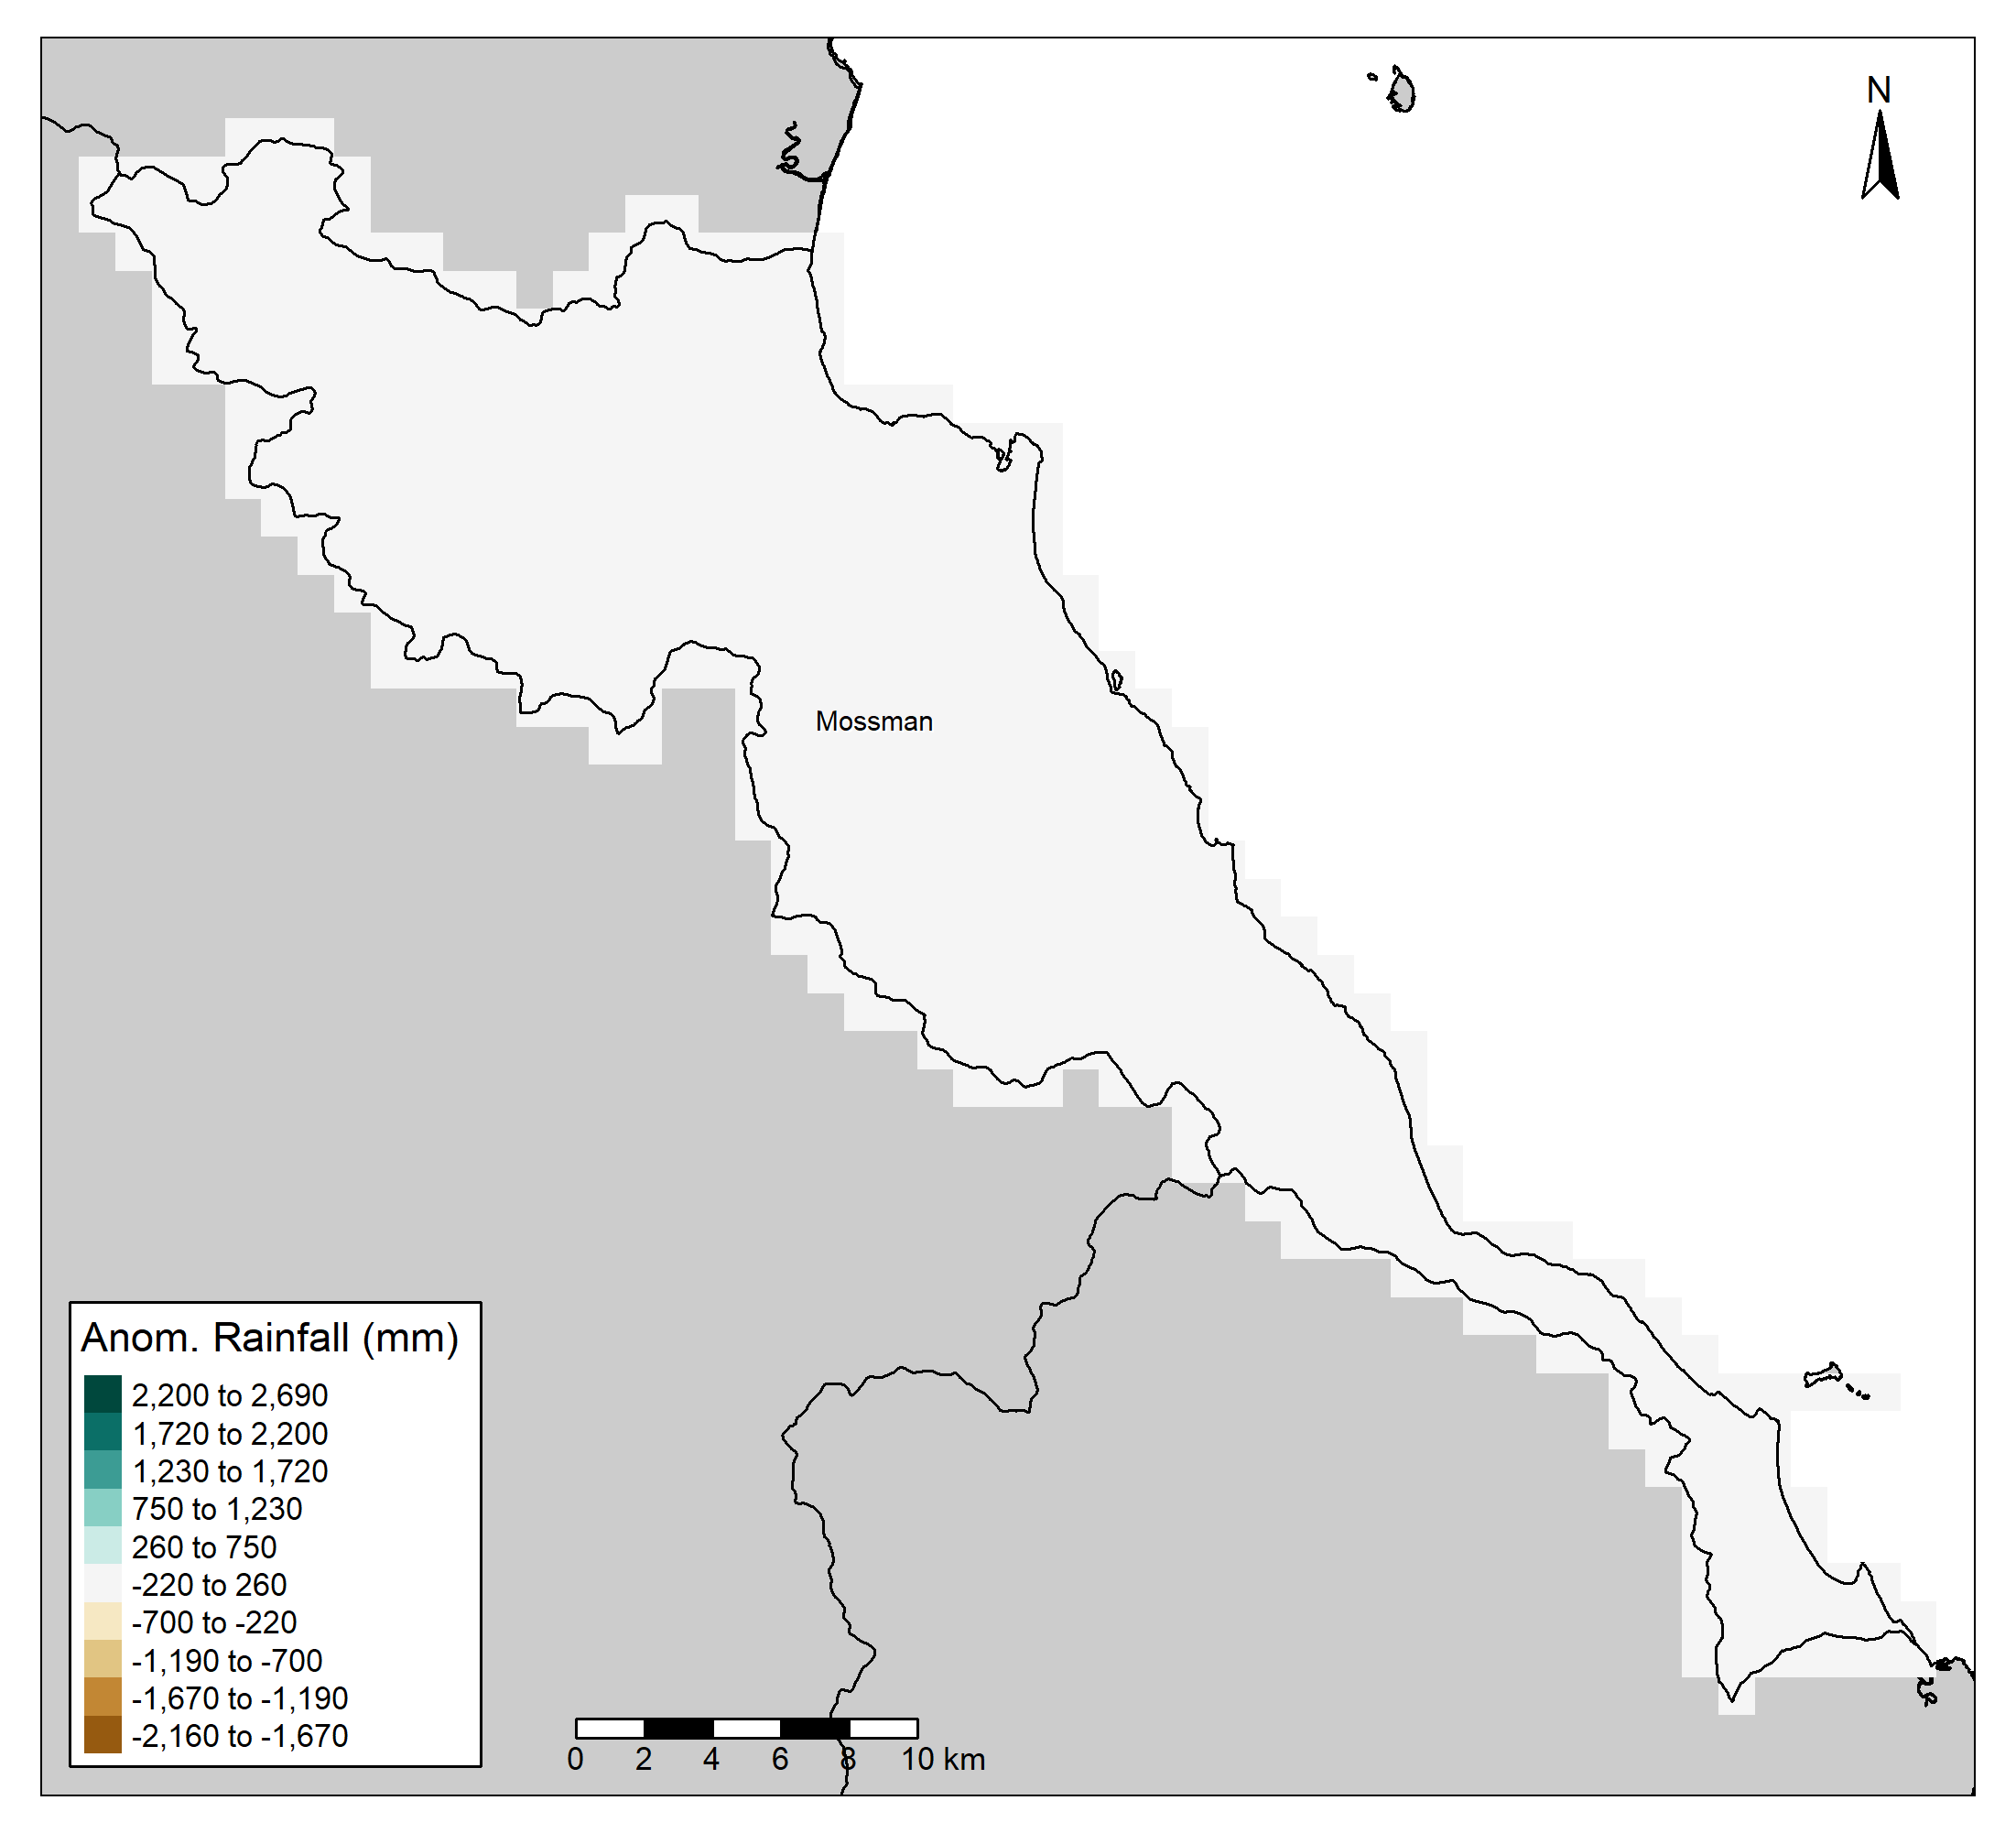 N
Mossman
Anom. Rainfall (mm)
2,200 to 2,690
1,720 to 2,200
1,230 to 1,720
750 to 1,230
260 to 750
-220 to 260
-700 to -220
-1,190 to -700
-1,670 to -1,190
-2,160 to -1,670
0 2 4 6 8 10 km